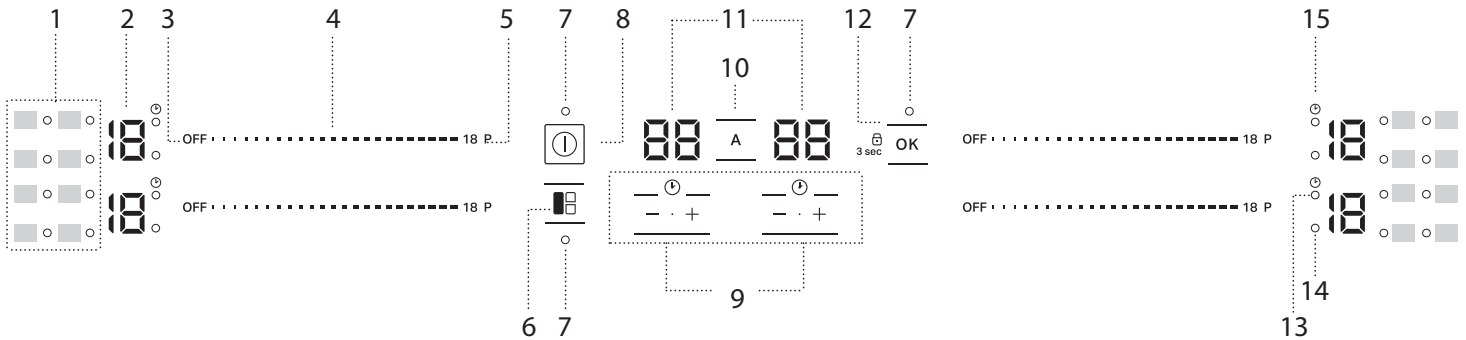 1 2 3 4 5 7 8 11 12 7 15
10
18 OFF 18 P 88 A 88 3 sec OK OFF 18 P 18
18 OFF 18 P − · + − · + OFF 18 P 18
9
6 7 14
13